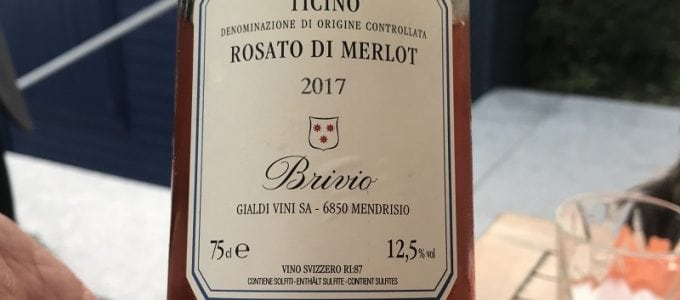 TICINO
DENOMINAZIONE DI ORIGINE CONTROLLATA
ROSATO DI MERLOT
2017
Brivio
GIALDI VINI SA - 6850 MENDRISIO
75cl e 12,5% vol
VINO SVIZZERO RI:87
CONTIENE SOLFITI - ENTHÄLT SULFITE - CONTIENT SULFITES